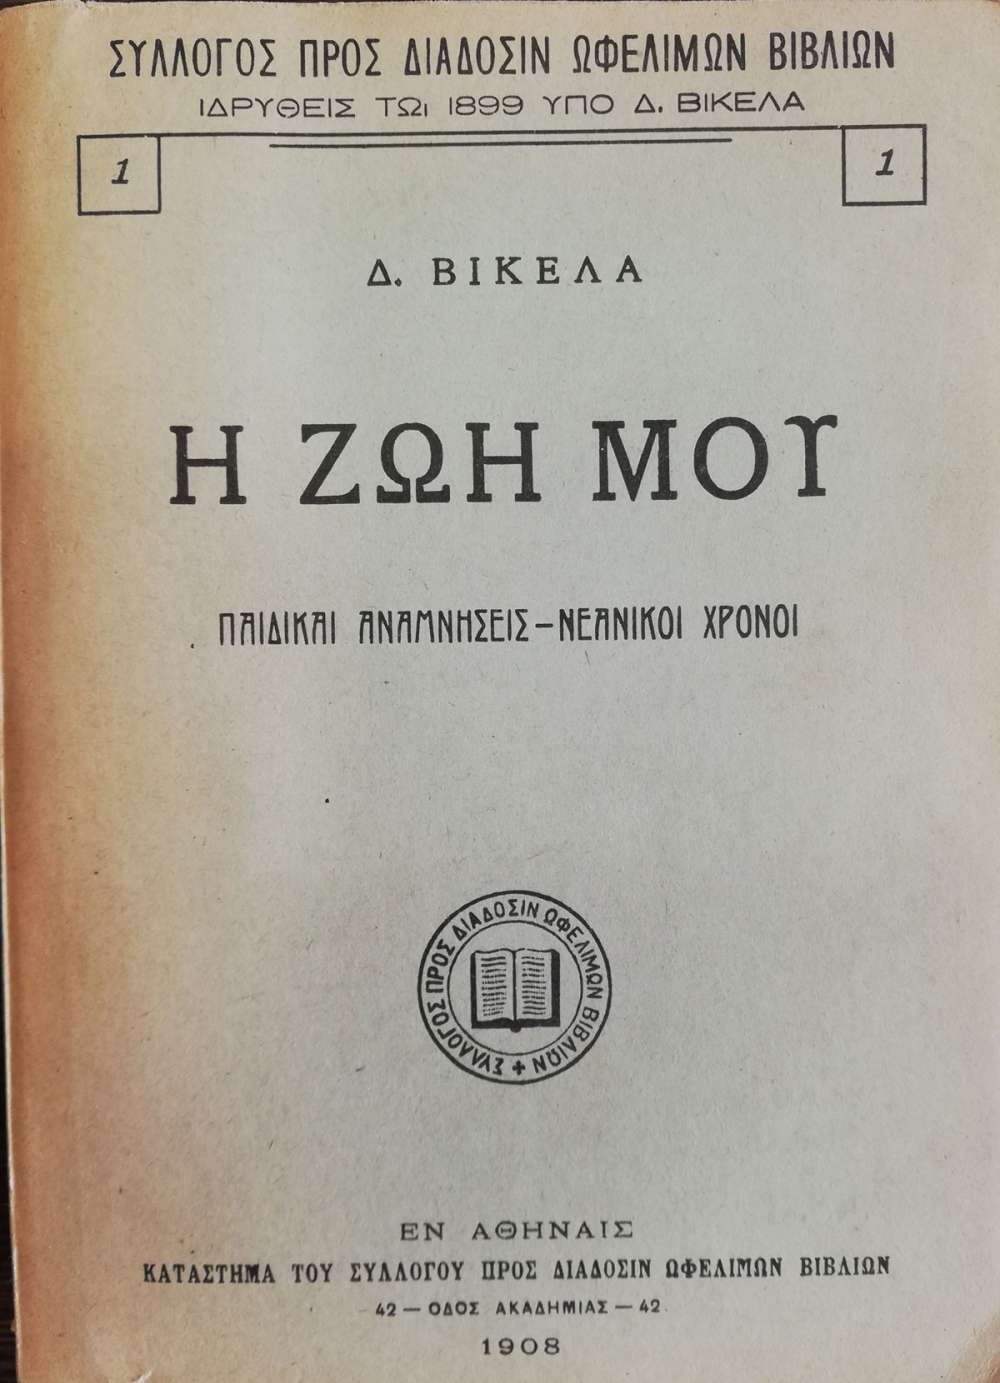 ΣΥΛΛΟΓΟΣ ΠΡΟΣ ΔΙΑΔΟΣΙΝ ΩΦΕΛΙΜΩΝ ΒΙΒΛΙΩΝ
ΙΔΡΥΘΕΙΣ ΤΩι 1899 ΥΠΟ Δ. ΒΙΚΕΛΑ
1 1
Δ. ΒΙΚΕΛΑ
Η ΖΩΗ ΜΟΥ
ΠΑΙΔΙΚΑΙ ΑΝΑΜΝΗΣΕΙΣ–ΝΕΑΝΙΚΟΙ ΧΡΟΝΟΙ
ΣΥΛΛΟΓΟΣ ΠΡΟΣ ΔΙΑΔΟΣΙΝ ΩΦΕΛΙΜΩΝ ΒΙΒΛΙΩΝ
ΕΝ ΑΘΗΝΑΙΣ
ΚΑΤΑΣΤΗΜΑ ΤΟΥ ΣΥΛΛΟΓΟΥ ΠΡΟΣ ΔΙΑΔΟΣΙΝ ΩΦΕΛΙΜΩΝ ΒΙΒΛΙΩΝ
42 — ΟΔΟΣ ΑΚΑΔΗΜΙΑΣ — 42
1908